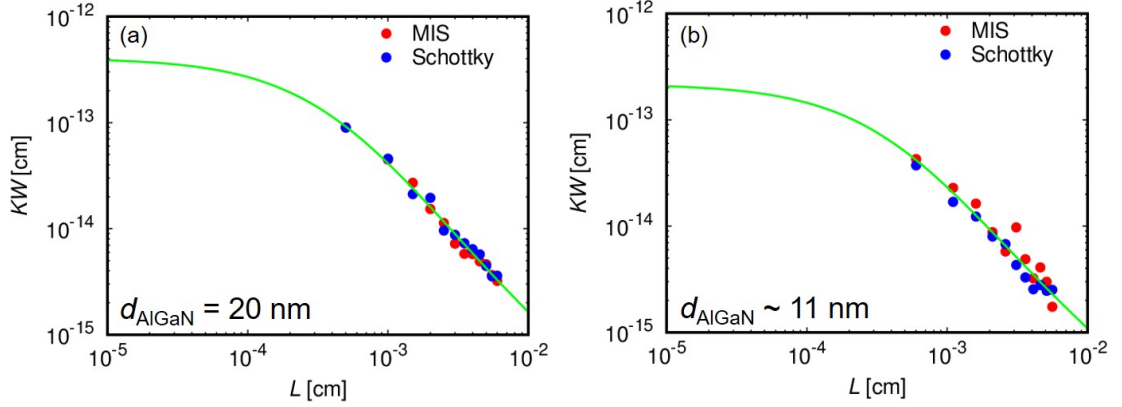 (a)
MIS
Schottky
10⁻¹²
10⁻¹³
10⁻¹⁴
10⁻¹⁵
KW [cm]
d_AlGaN = 20 nm
10⁻⁵ 10⁻⁴ 10⁻³ 10⁻²
L [cm]
(b)
MIS
Schottky
10⁻¹²
10⁻¹³
10⁻¹⁴
10⁻¹⁵
KW [cm]
d_AlGaN ~ 11 nm
10⁻⁵ 10⁻⁴ 10⁻³ 10⁻²
L [cm]